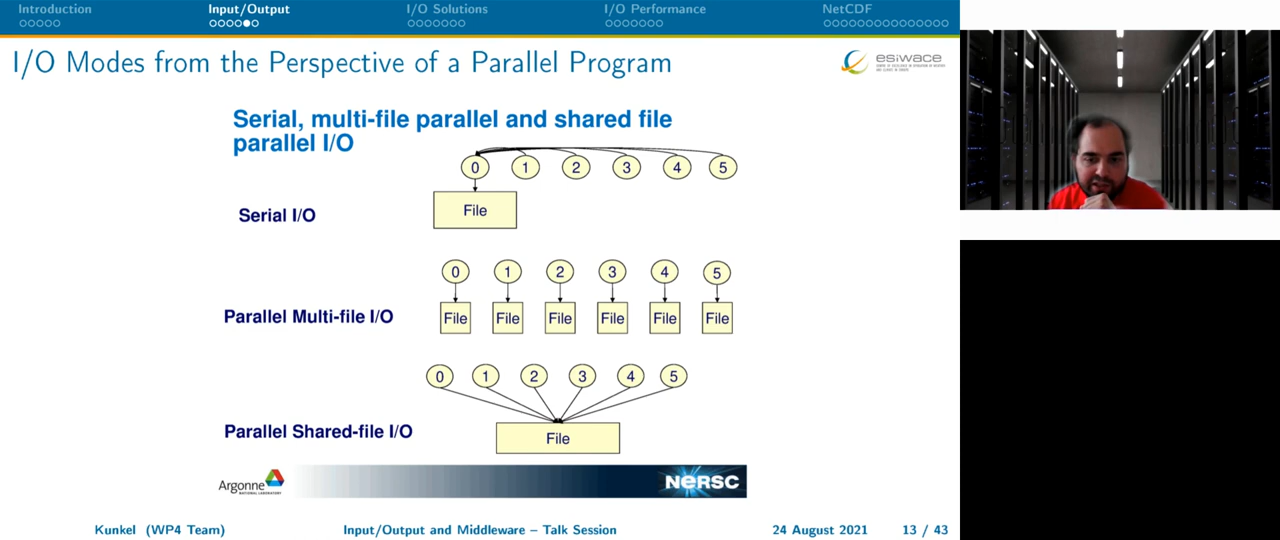 Introduction Input/Output I/O Solutions I/O Performance NetCDF
I/O Modes from the Perspective of a Parallel Program
esiwace
Serial, multi-file parallel and shared file
parallel I/O
0 1 2 3 4 5
Serial I/O
File
0 1 2 3 4 5
Parallel Multi-file I/O
File File File File File File
0 1 2 3 4 5
Parallel Shared-file I/O
File
Argonne
NATIONAL LABORATORY
NERSC
Kunkel (WP4 Team) Input/Output and Middleware – Talk Session 24 August 2021 13 / 43